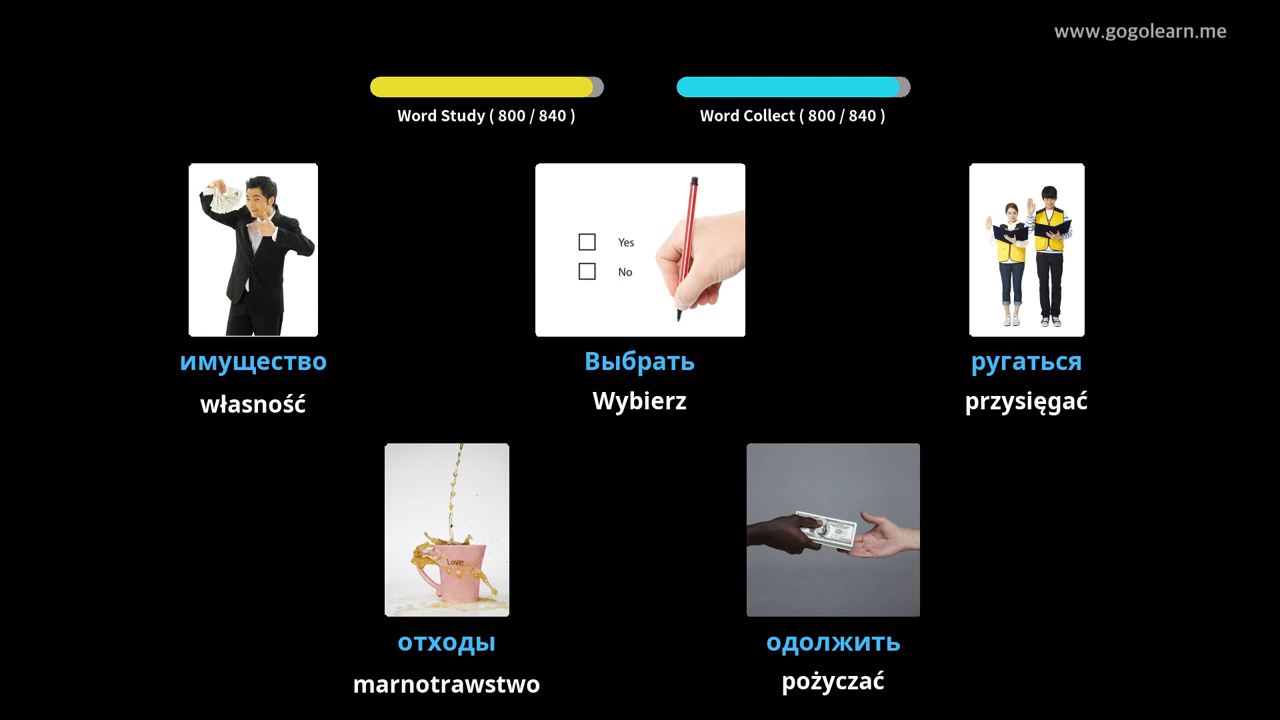 www.gogolearn.me
Word Study ( 800 / 840 )
Word Collect ( 800 / 840 )
Yes
No
имущество
Выбрать
ругаться
własność
Wybierz
przysięgać
love
отходы
одолжить
marnotrawstwo
pożyczać